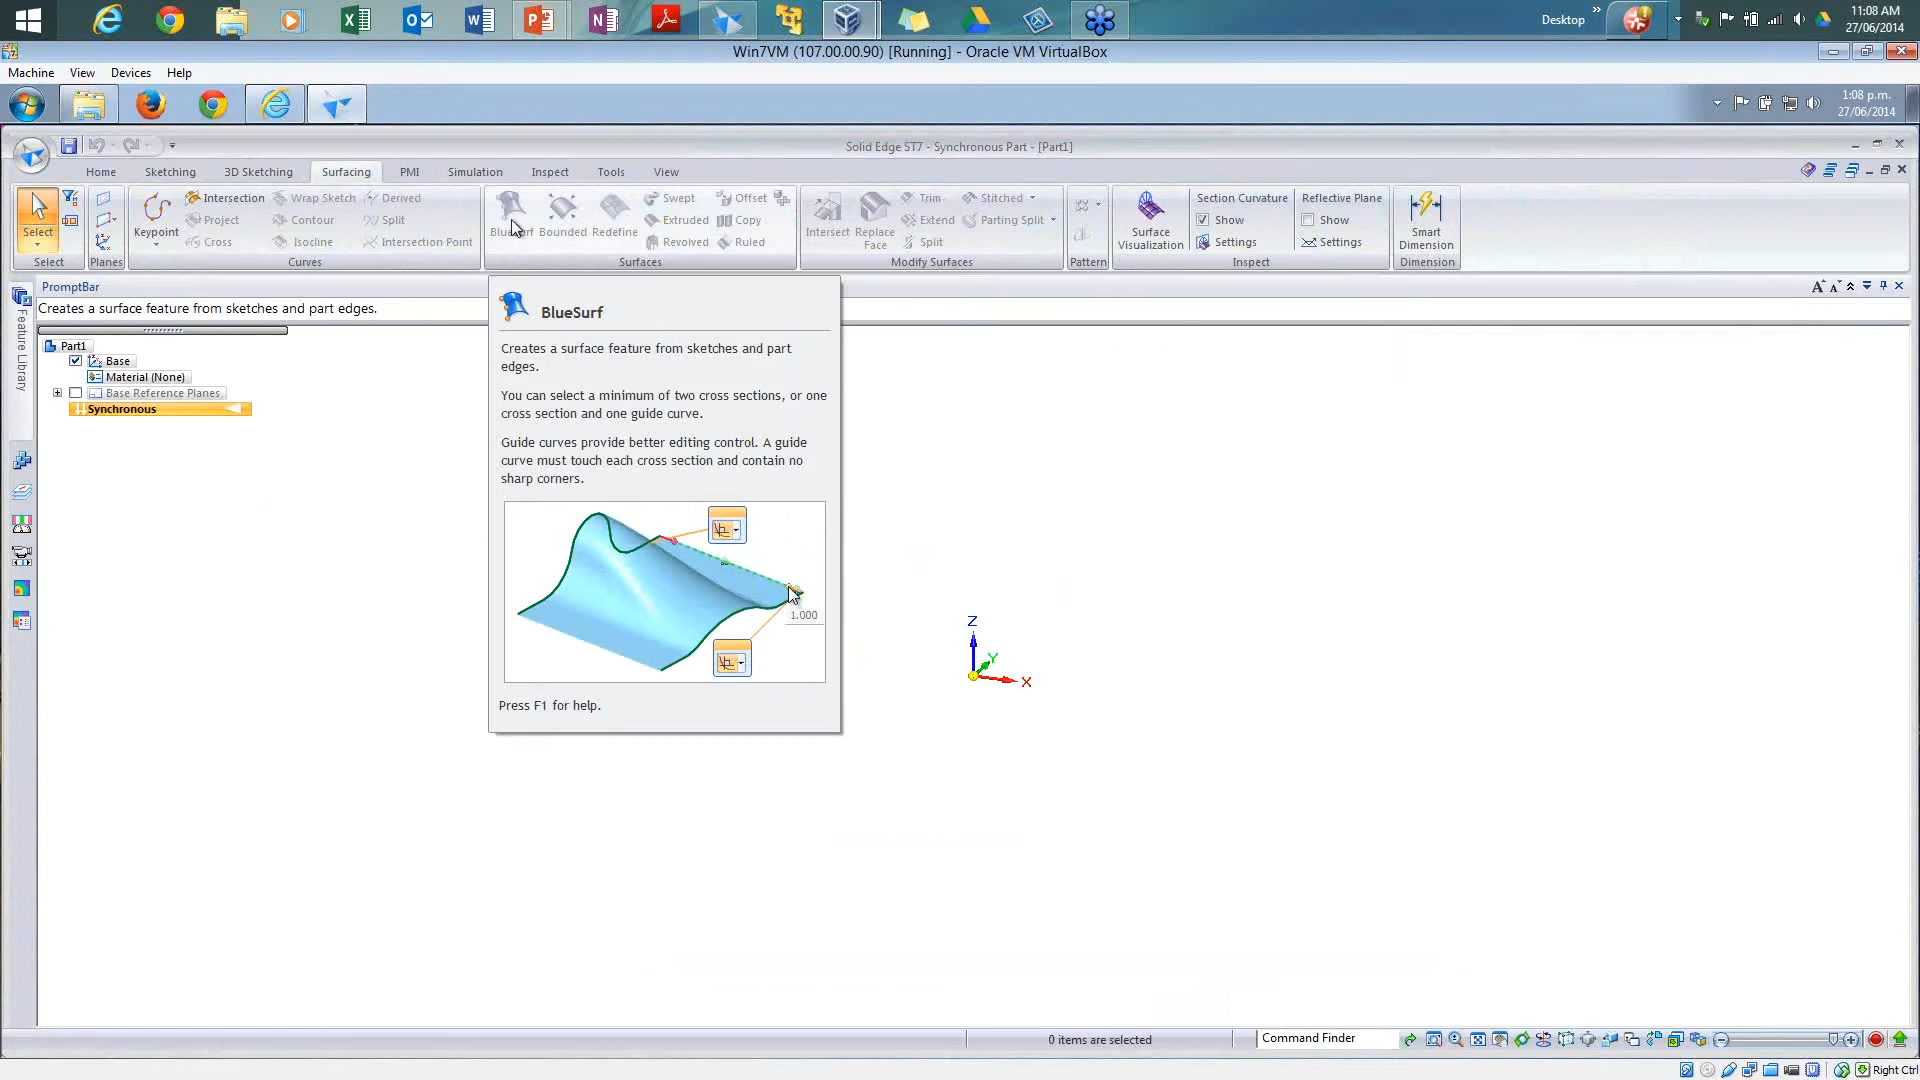 Desktop
11:08 AM
27/06/2014
Win7VM (107.00.00.90) [Running] - Oracle VM VirtualBox
Machine View Devices Help
1:08 p.m.
27/06/2014
Solid Edge ST7 - Synchronous Part - [Part1]
Home Sketching 3D Sketching Surfacing PMI Simulation Inspect Tools View
Select
Select
Planes
Keypoint
Intersection Wrap Sketch Derived
Project Contour Split
Cross Isocline Intersection Point
Curves
Bounded Redefine
Swept Offset
Extruded Copy
Revolved Ruled
Surfaces
Intersect Replace Face
Trim Stitched
Extend Parting Split
Split
Modify Surfaces
Pattern
Surface Visualization
Section Curvature
Show
Settings
Reflective Plane
Show
Settings
Inspect
Smart Dimension
Dimension
PromptBar
Creates a surface feature from sketches and part edges.
Feature Library
Part1
Base
Material (None)
Base Reference Planes
Synchronous
BlueSurf
Creates a surface feature from sketches and part
edges.
You can select a minimum of two cross sections, or one
cross section and one guide curve.
Guide curves provide better editing control. A guide
curve must touch each cross section and contain no
sharp corners.
1.000
Press F1 for help.
Z
Y
X
0 items are selected
Command Finder
Right Ctrl